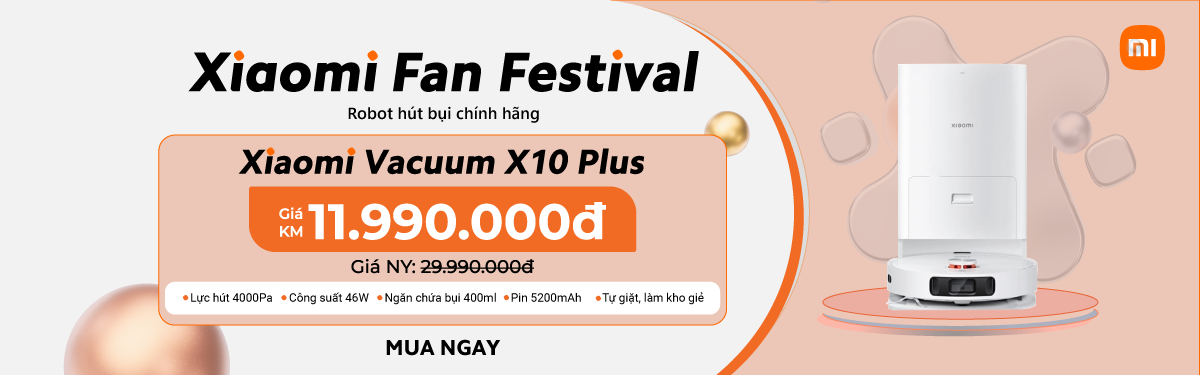 Xiaomi Fan Festival
Robot hút bụi chính hãng
Xiaomi Vacuum X10 Plus
Giá KM 11.990.000đ
Giá NY: 29.990.000đ
•Lực hút 4000Pa •Công suất 46W •Ngăn chứa bụi 400ml •Pin 5200mAh •Tự giặt, làm kho giẻ
MUA NGAY
mi
xiaomi